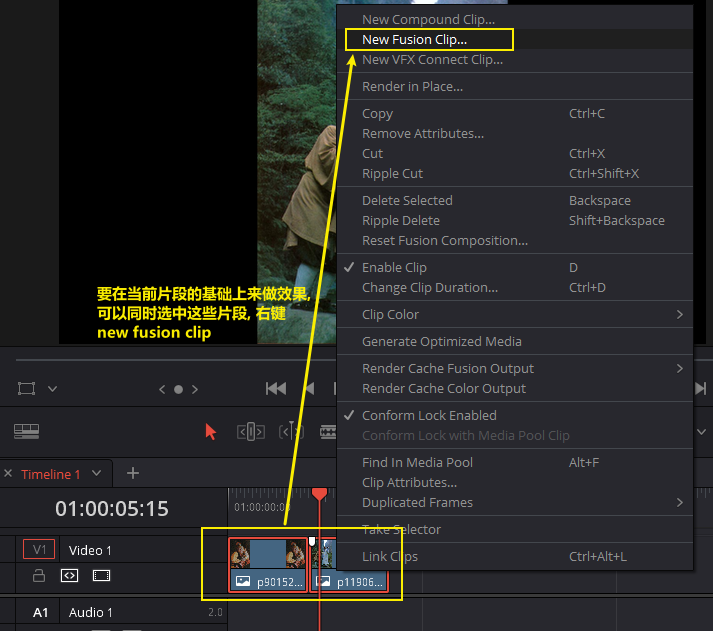 New Compound Clip...
New Fusion Clip...
New VFX Connect Clip...
Render in Place...
Copy Ctrl+C
Remove Attributes...
Cut Ctrl+X
Ripple Cut Ctrl+Shift+X
Delete Selected Backspace
Ripple Delete Shift+Backspace
Reset Fusion Composition...
Enable Clip D
Change Clip Duration... Ctrl+D
Clip Color
Generate Optimized Media
Render Cache Fusion Output
Render Cache Color Output
Conform Lock Enabled
Conform Lock with Media Pool Clip
Find In Media Pool Alt+F
Clip Attributes...
Duplicated Frames
Take Selector
Link Clips Ctrl+Alt+L
要在当前片段的基础上来做效果,
可以同时选中这些片段, 右键
new fusion clip
Timeline 1
01:00:05:15
01:00:00:0
V1 Video 1
p90152...
p11906...
A1 Audio 1 2.0